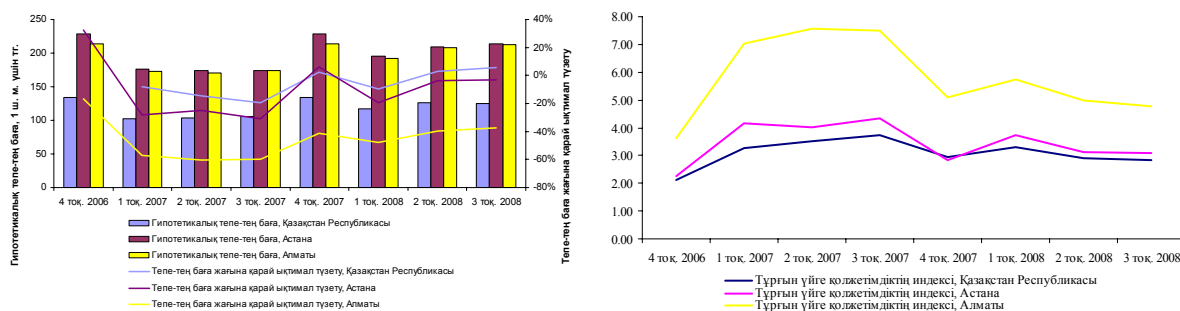 Гипотетикалық тепе-тең баға, 1 ш. м. үшін тг.
250
200
150
100
50
0
40%
20%
0%
-20%
-40%
-60%
-80%
Тепе-тең баға жағына қарай ықтимал түзету
4 тоқ. 2006
1 тоқ. 2007
2 тоқ. 2007
3 тоқ. 2007
4 тоқ. 2007
1 тоқ. 2008
2 тоқ. 2008
3 тоқ. 2008
Гипотетикалық тепе-тең баға, Қазақстан Республикасы
Гипотетикалық тепе-тең баға, Астана
Гипотетикалық тепе-тең баға, Алматы
Тепе-тең баға жағына қарай ықтимал түзету, Қазақстан Республикасы
Тепе-тең баға жағына қарай ықтимал түзету, Астана
Тепе-тең баға жағына қарай ықтимал түзету, Алматы
8.00
7.00
6.00
5.00
4.00
3.00
2.00
1.00
0.00
4 тоқ. 2006
1 тоқ. 2007
2 тоқ. 2007
3 тоқ. 2007
4 тоқ. 2007
1 тоқ. 2008
2 тоқ. 2008
3 тоқ. 2008
Тұрғын үйге қолжетімдіктің индексі, Қазақстан Республикасы
Тұрғын үйге қолжетімдіктің индексі, Астана
Тұрғын үйге қолжетімдіктің индексі, Алматы